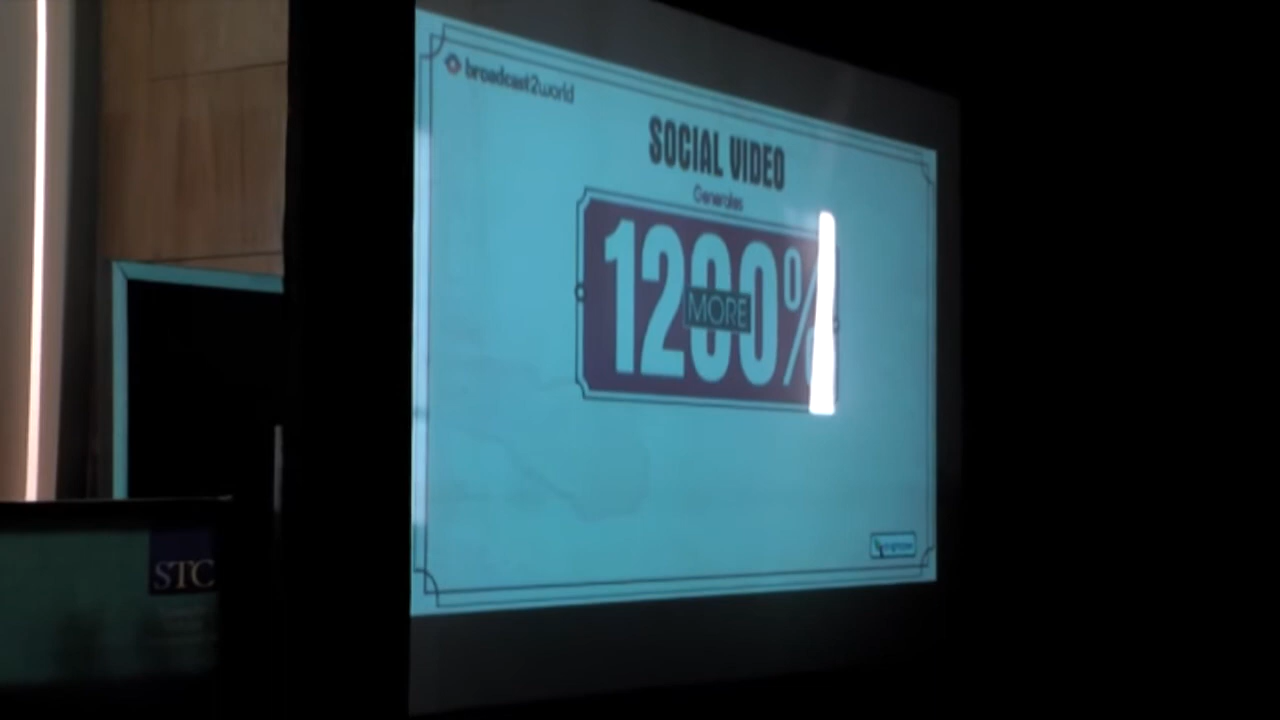 broadcast2world
SOCIAL VIDEO
Generates
1200%
MORE
STC